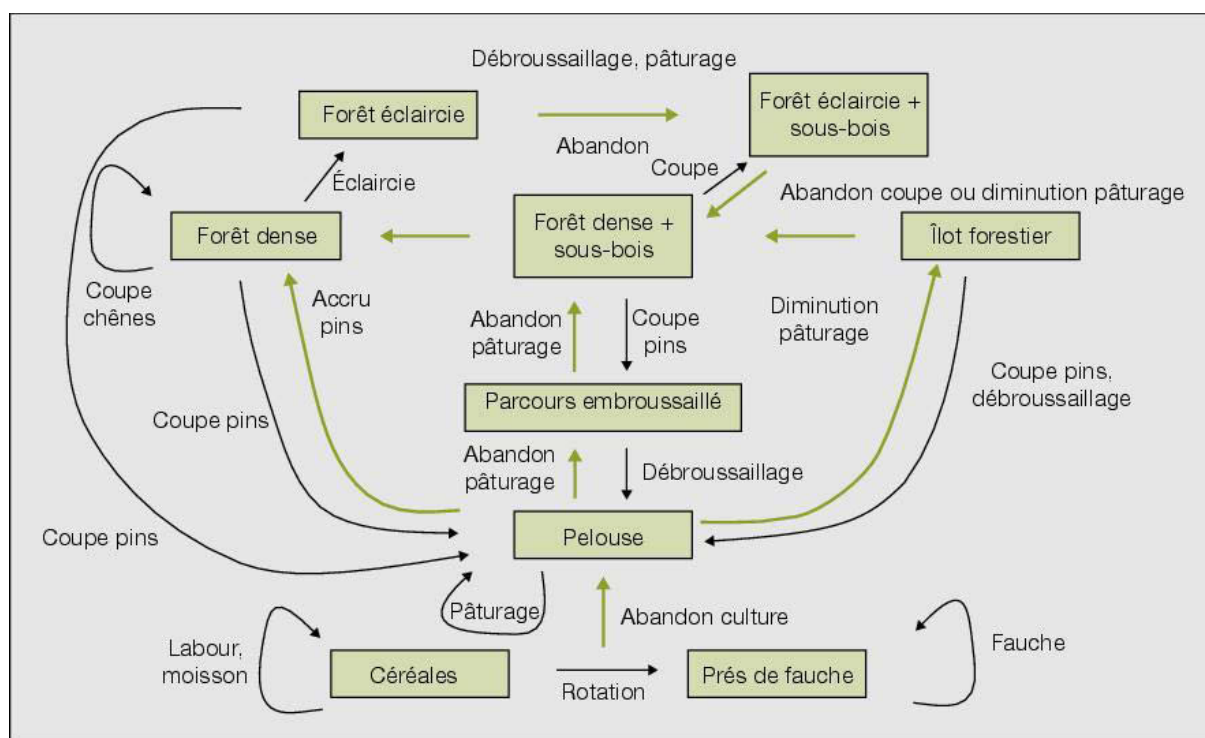 Débroussaillage, pâturage
Forêt éclaircie
Forêt éclaircie +
sous-bois
Abandon
Coupe
Éclaircie
Abandon coupe ou diminution pâturage
Forêt dense
Forêt dense +
sous-bois
Îlot forestier
Coupe
chênes
Accru
pins
Abandon
pâturage
Coupe
pins
Diminution
pâturage
Coupe pins,
débroussaillage
Parcours embroussaillé
Coupe pins
Abandon
pâturage
Débroussaillage
Coupe pins
Pelouse
Pâturage
Abandon culture
Labour,
moisson
Céréales
Rotation
Prés de fauche
Fauche